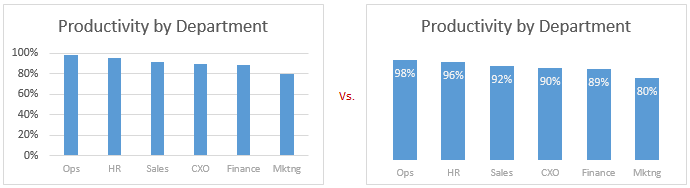 Productivity by Department
100%
80%
60%
40%
20%
0%
Ops HR Sales CXO Finance Mktng
Vs.
Productivity by Department
98% 96% 92% 90% 89% 80%
Ops HR Sales CXO Finance Mktng